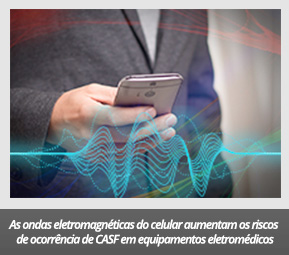 As ondas eletromagnéticas do celular aumentam os riscos
de ocorrência de CASF em equipamentos eletromédicos